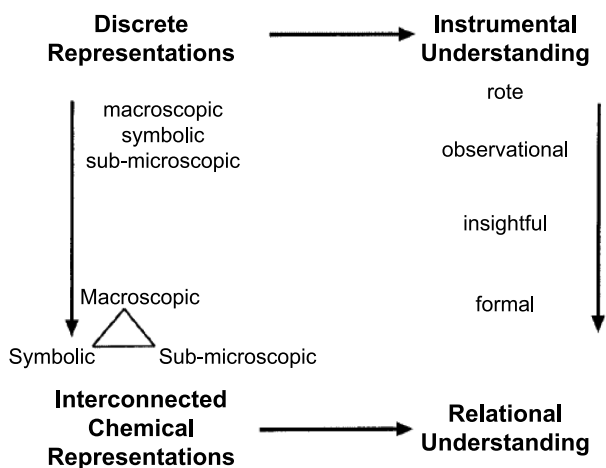 Discrete
Representations
Instrumental
Understanding
macroscopic
symbolic
sub-microscopic
rote
observational
insightful
formal
Macroscopic
Symbolic
Sub-microscopic
Interconnected
Chemical
Representations
Relational
Understanding